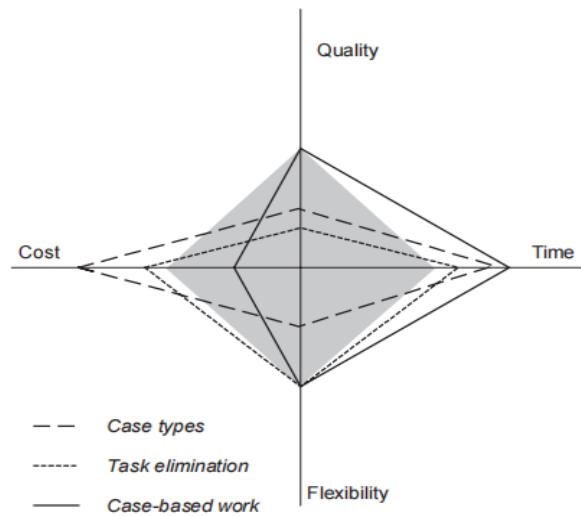 Quality
Cost
Time
Case types
Task elimination
Flexibility
Case-based work